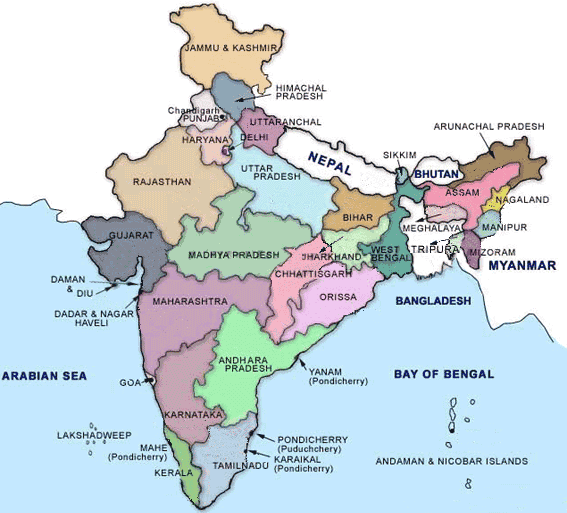 JAMMU & KASHMIR
HIMACHAL
PRADESH
Chandigarh
PUNJAB
UTTARANCHAL
HARYANA
DELHI
ARUNACHAL PRADESH
NEPAL
SIKKIM
BHUTAN
UTTAR
PRADESH
RAJASTHAN
ASSAM
NAGALAND
BIHAR
MEGHALAYA
MANIPUR
GUJARAT
MADHYA PRADESH
JHARKHAND
WEST
BENGAL
TRIPURA
MIZORAM
MYANMAR
CHHATTISGARH
DAMAN
&
DIU
MAHARASHTRA
ORISSA
BANGLADESH
DADAR & NAGAR
HAVELI
ANDHARA
PRADESH
YANAM
(Pondicherry)
ARABIAN SEA
GOA
BAY OF BENGAL
KARNATAKA
LAKSHADWEEP
MAHE
(Pondicherry)
PONDICHERRY
(Puduchchery)
KARAIKAL
(Pondicherry)
TAMILNADU
KERALA
ANDAMAN & NICOBAR ISLANDS